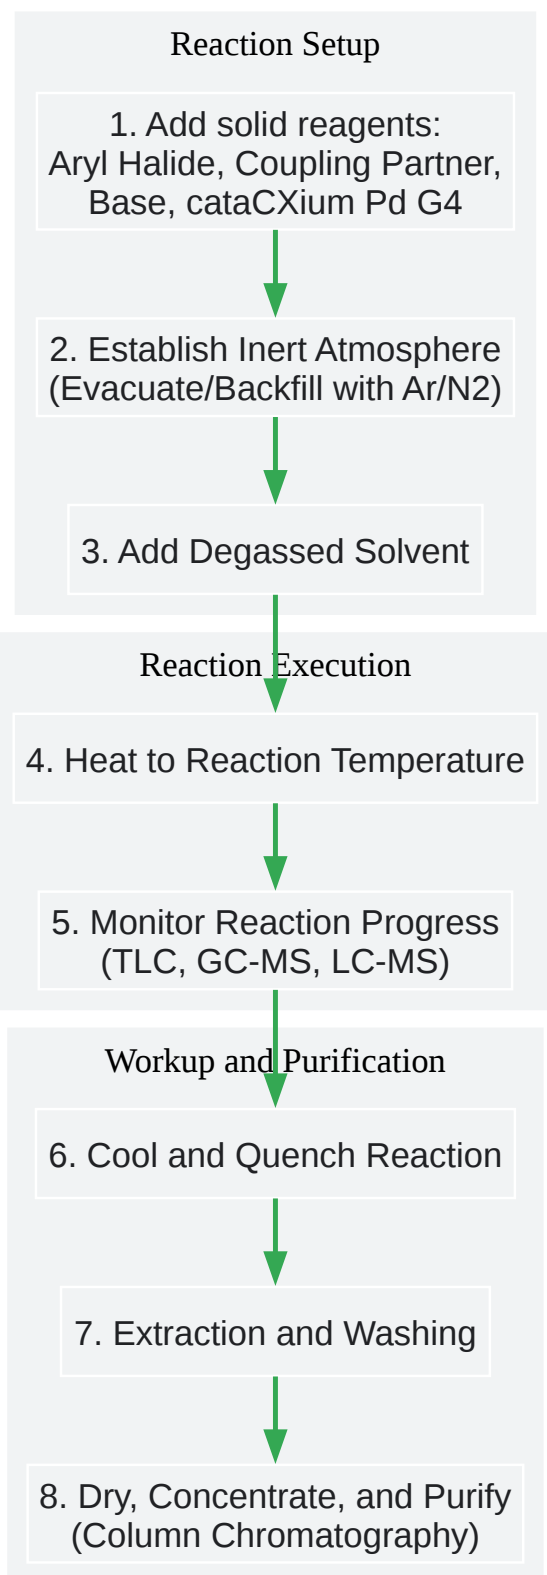 Reaction Setup
1. Add solid reagents:
Aryl Halide, Coupling Partner,
Base, cataCXium Pd G4
2. Establish Inert Atmosphere
(Evacuate/Backfill with Ar/N2)
3. Add Degassed Solvent
Reaction Execution
4. Heat to Reaction Temperature
5. Monitor Reaction Progress
(TLC, GC-MS, LC-MS)
Workup and Purification
6. Cool and Quench Reaction
7. Extraction and Washing
8. Dry, Concentrate, and Purify
(Column Chromatography)